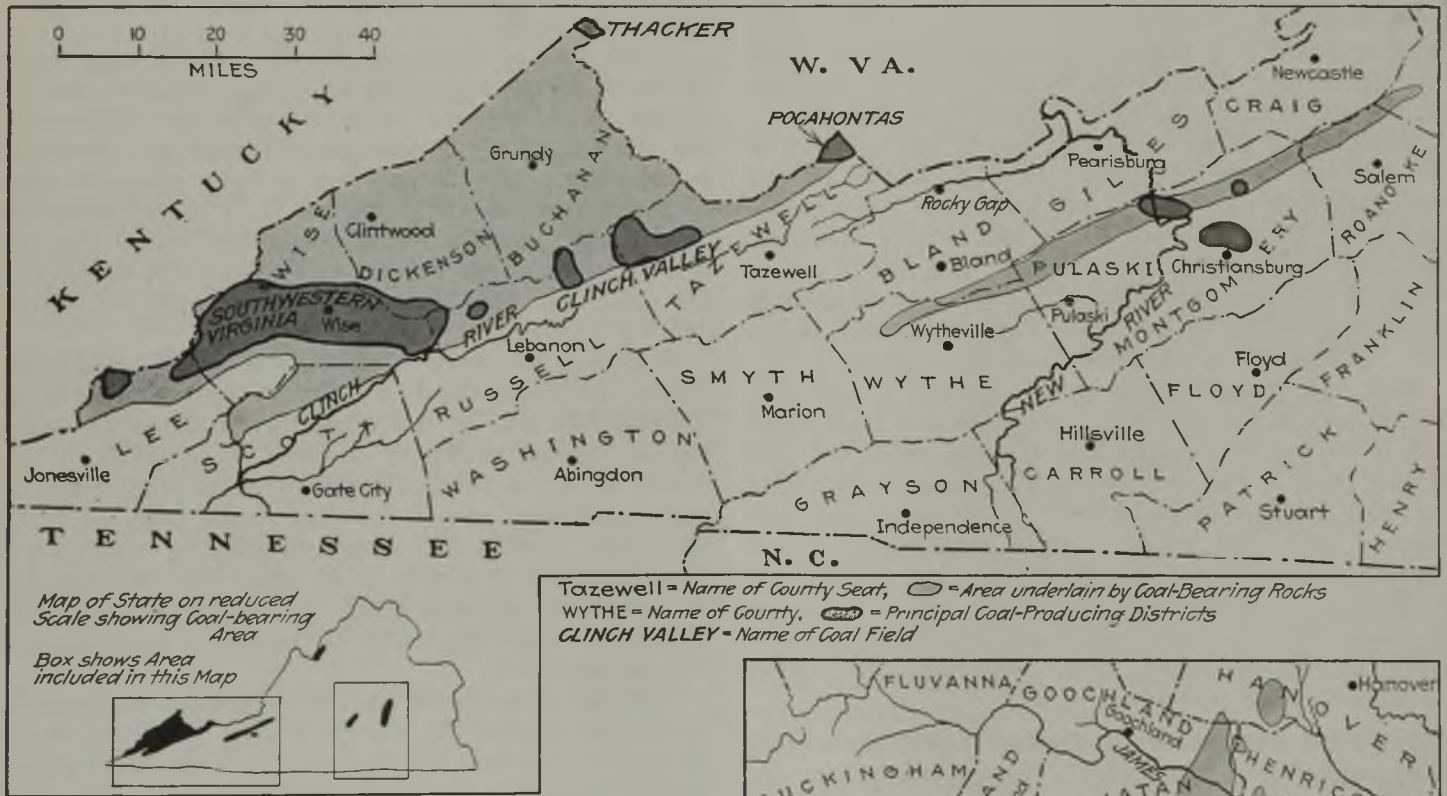 0 10 20 30 40
MILES
THACKER
W. VA.
Newcastle
CRAIG
POCAHONTAS
KENTUCKY
Grundy
BUCHANAN
Pearisburg
GILES
Salem
ROANOKE
Rocky Gap
WISE
Clintwood
DICKENSON
TAZEWELL
Tazewell
BLAND
Bland
PULASKI
Christiansburg
MONTGOMERY
CLINCH VALLEY
SOUTHWESTERN
VIRGINIA
Wise
RIVER
Lebanon
Wytheville
Pulaski
RIVER
FRANKLIN
CLINCH
RUSSELL
SMYTH
Marion
WYTHE
NEW
Floyd
FLOYD
LEE
SCOTT
WASHINGTON
Abingdon
Hillsville
CARROLL
PATRICK
Jonesville
Gate City
GRAYSON
Independence
Stuart
HENRY
TENNESSEE
N. C.
Tazewell = Name of County Seat, = Area underlain by Coal-Bearing Rocks
WYTHE = Name of County, = Principal Coal-Producing Districts
CLINCH VALLEY = Name of Coal Field
Map of State on reduced
Scale showing Coal-bearing
Area
Box shows Area
included in this Map
FLUVANNA
GOOCHLAND
Goochland
HANOVER
Hanover
JAMES
HENRIC
UCKINGHAM
AND
ATAN